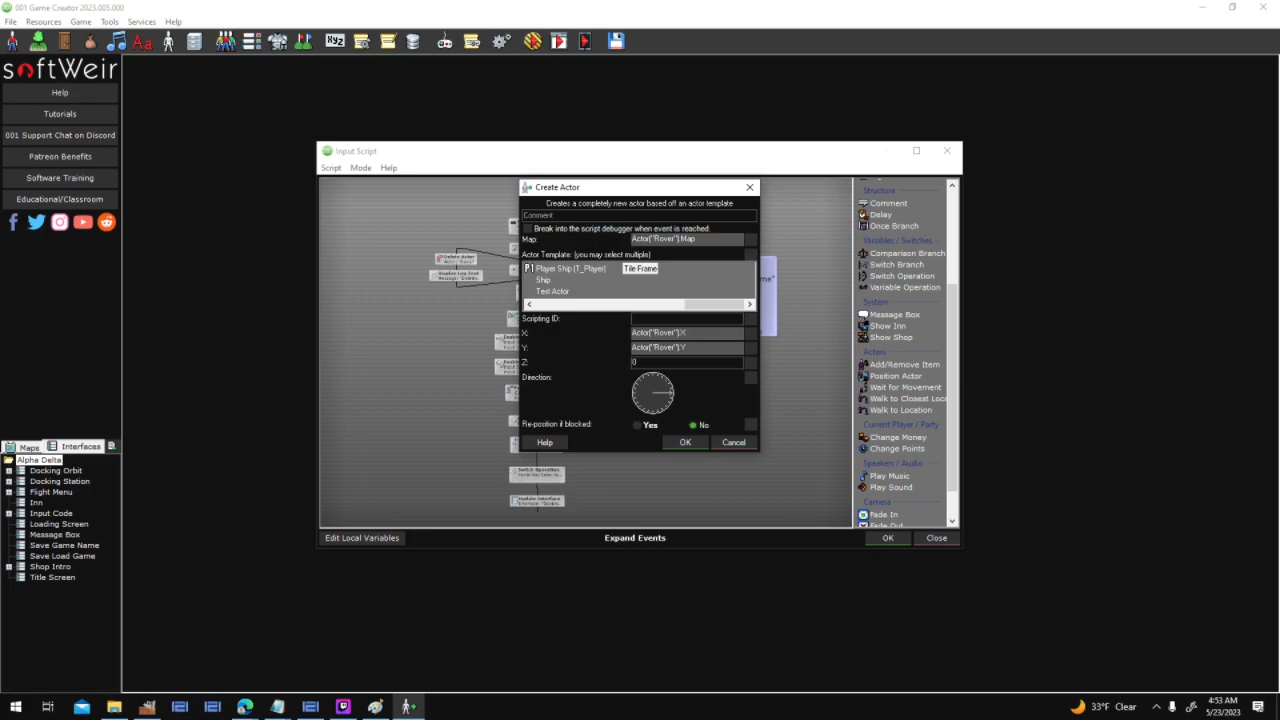 001 Game Creator 2023.005.000
File Resources Game Tools Services Help
softWeir
Help
Tutorials
001 Support Chat on Discord
Patreon Benefits
Software Training
Educational/Classroom
Maps Interfaces
Alpha Delta
Docking Orbit
Docking Station
Flight Menu
Inn
Input Code
Loading Screen
Message Box
Save Game Name
Save Load Game
Shop Intro
Title Screen
Input Script
Script Mode Help
Delete Actor
Switch Operation
Update Interface
Create Actor
Creates a completely new actor based off an actor template
Comment
Break into the script debugger when event is reached.
Map: Actor("Rover").Map
Actor Template: (you may select multiple)
Player Ship (T_Player) Tile Frame
Ship
Test Actor
Scripting ID:
X: Actor("Rover").X
Y: Actor("Rover").Y
Z: 0
Direction:
Re-position if blocked: Yes No
Help OK Cancel
Structure
Comment
Delay
Once Branch
Variables / Switches
Comparison Branch
Switch Branch
Switch Operation
Variable Operation
System
Message Box
Show Inn
Show Shop
Actors
Add/Remove Item
Position Actor
Wait for Movement
Walk to Closest Loc
Walk to Location
Current Player / Party
Change Money
Change Points
Speakers / Audio
Play Music
Play Sound
Camera
Fade In
Fade Out
Edit Local Variables Expand Events OK Close
33°F Clear
4:53 AM
5/23/2023